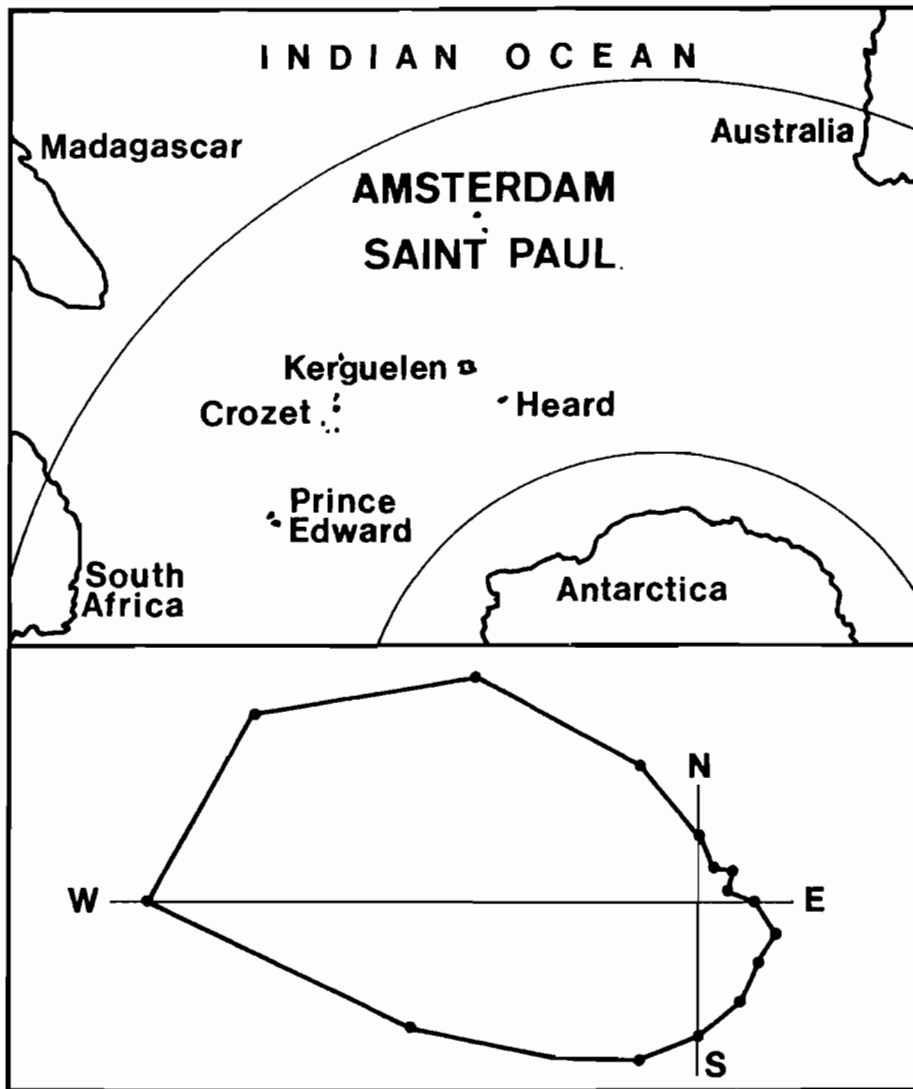 INDIAN OCEAN
Madagascar
Australia
AMSTERDAM
SAINT PAUL.
Kerguelen
Crozet
Heard
Prince
Edward
South
Africa
Antarctica
N
W
E
S